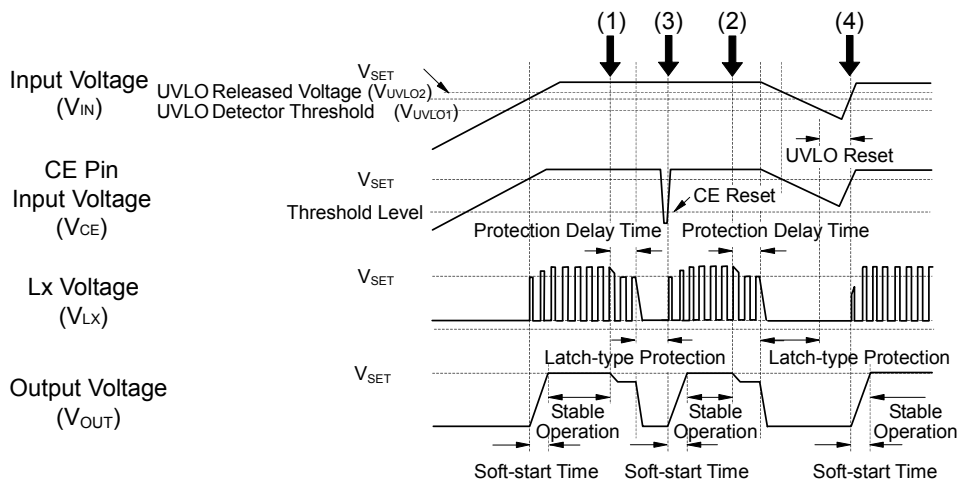 (1) (3) (2) (4)
Input Voltage
(VIN)
VSET
UVLO Released Voltage (VUVLO2)
UVLO Detector Threshold (VUVLO1)
UVLO Reset
CE Pin
Input Voltage
(VCE)
VSET
Threshold Level
CE Reset
Protection Delay Time Protection Delay Time
Lx Voltage
(VLX)
VSET
Latch-type Protection Latch-type Protection
Output Voltage
(VOUT)
VSET
Stable
Operation
Stable
Operation
Stable
Operation
Soft-start Time Soft-start Time Soft-start Time